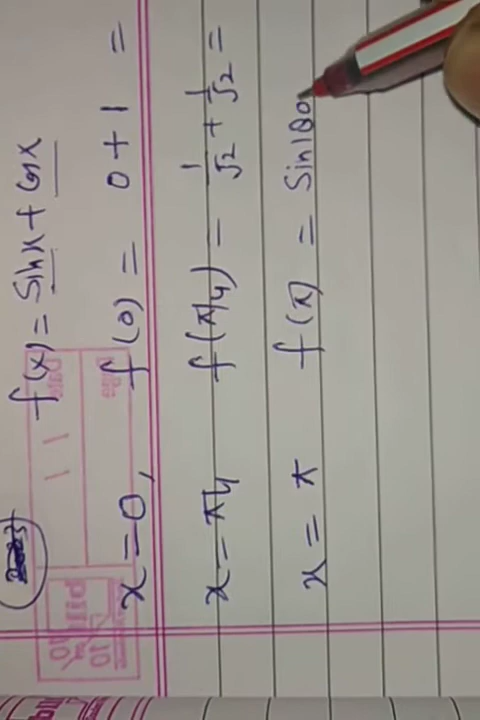 f(x) = Sinx + Cosx
x = 0, f(0) = 0 + 1 =
x = π/4 f(π/4) = 1/√2 + 1/√2 =
x = π f(π) = Sin180